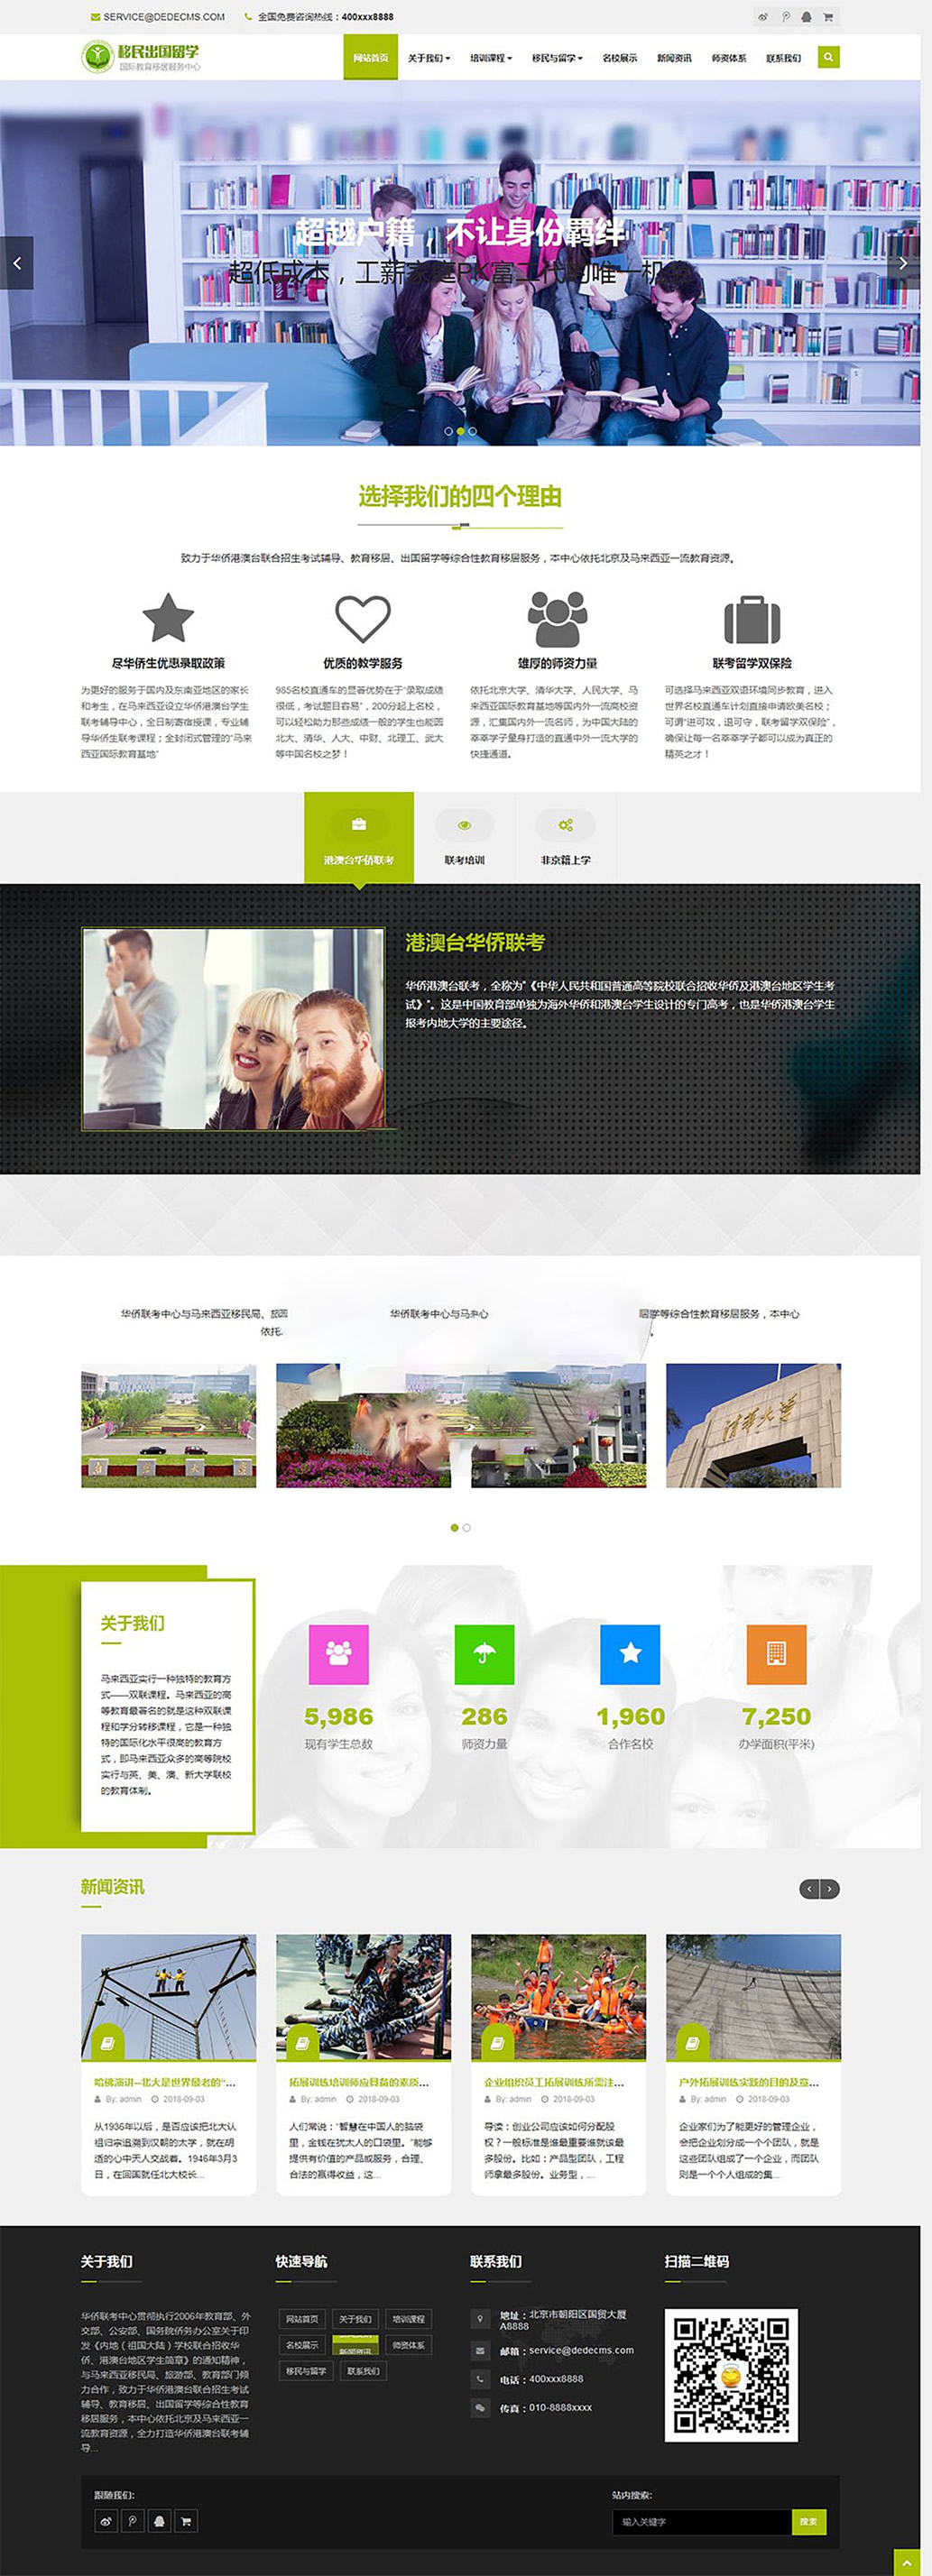 SERVICE@DEDECMS.COM 全国免费咨询热线：400xxx8888
移民出国留学
国际教育移居服务中心
网站首页 关于我们 培训课程 移民与留学 名校展示 新闻资讯 师资体系 联系我们
超越户籍，不让身份羁绊
超低成本，工薪家庭PK富二代的唯一机
选择我们的四个理由
致力于华侨港澳台联合招生考试辅导、教育移居、出国留学等综合性教育移居服务，本中心依托北京及马来西亚一流教育资源。
尽华侨生优惠录取政策
为更好的服务于国内及东南亚地区的家长
和考生，在马来西亚设立华侨港澳台学生
联考辅导中心，全日制寄宿授课，专业辅
导华侨生联考课程；全封闭式管理的“马来
西亚国际教育基地”
优质的教学服务
985名校直通车的显著优势在于“录取成绩
很低，考试题目容易”，200分起上名校，
可以轻松助力那些成绩一般的学生也能因
北大、清华、人大、中财、北理工、武大
等中国名校之梦！
雄厚的师资力量
依托北京大学、清华大学、人民大学、马
来西亚国际教育基地等国内外一流高校资
源，汇集国内外一流名师，为中国大陆的
莘莘学子量身打造的直通中外一流大学的
快捷通道。
联考留学双保险
可选择马来西亚双语环境同步教育，进入
世界名校直通车计划直接申请欧美名校；
可谓“进可攻，退可守，联考留学双保险”，
确保让每一名莘莘学子都可以成为真正的
精英之才！
港澳台华侨联考 联考培训 非京籍上学
港澳台华侨联考
华侨港澳台联考，全称为“《中华人民共和国普通高等院校联合招收华侨及港澳台地区学生考
试》”。这是中国教育部单独为海外华侨和港澳台学生设计的专门高考，也是华侨港澳台学生
报考内地大学的主要途径。
华侨联考中心与马来西亚移民局、旅
依托
华侨联考中心与马来心
居留学等综合性教育移居服务，本中心
清华大学
关于我们
马来西亚实行一种独特的教育方
式——双联课程。马来西亚的高
等教育最著名的就是这种双联课
程和学分转移课程，它是一种独
特的国际化水平很高的教育方
式，即马来西亚众多的高等院校
实行与英、美、澳、新大学联校
的教育体制。
5,986 286 1,960 7,250
现有学生总数 师资力量 合作名校 办学面积(平米)
新闻资讯
哈佛演讲--北大是世界最老的“...
By: admin 2018-09-03
从1936年以后，是否应该把北大认
祖归宗追溯到汉朝的太学，就在胡
适的心中天人交战着。1946年3月3
日，在回国就任北大校长...
拓展训练培训师应具备的素质...
By: admin 2018-09-03
人们常说：“智慧在中国人的脑袋
里，金钱在犹太人的口袋里。”能够
提供有价值的产品或服务，合理、
合法的赢得收益，这...
企业组织员工拓展训练所需注...
By: admin 2018-09-03
导读：创业公司应该如何分配股
权？一般标准是谁最重要谁就该最
多股份。比如：产品型团队，工程
师拿最多股份。业务型，...
户外拓展训练实践的目的及意...
By: admin 2018-09-03
企业家们为了能更好的管理企业，
会把企业划分成一个个团队，就是
这些团队组成了一个企业，而团队
则是一个个人组成的集...
关于我们
华侨联考中心贯彻执行2006年教育部、外
交部、公安部、国务院侨务办公室关于印
发《内地（祖国大陆）学校联合招收华
侨、港澳台地区学生简章》的通知精神，
与马来西亚移民局、旅游部、教育部门倾
力合作，致力于华侨港澳台联合招生考试
辅导、教育移居、出国留学等综合性教育
移居服务，本中心依托北京及马来西亚一
流教育资源，全力打造华侨港澳台联考辅
导...
快速导航
网站首页 关于我们 培训课程
名校展示 新闻资讯 师资体系
移民与留学 联系我们
联系我们
地址：北京市朝阳区国贸大厦
A8888
邮箱：service@dedecms.com
电话：400xxx8888
传真：010-8888xxxx
扫描二维码
跟随我们:
站内搜索:
输入关键字 搜索